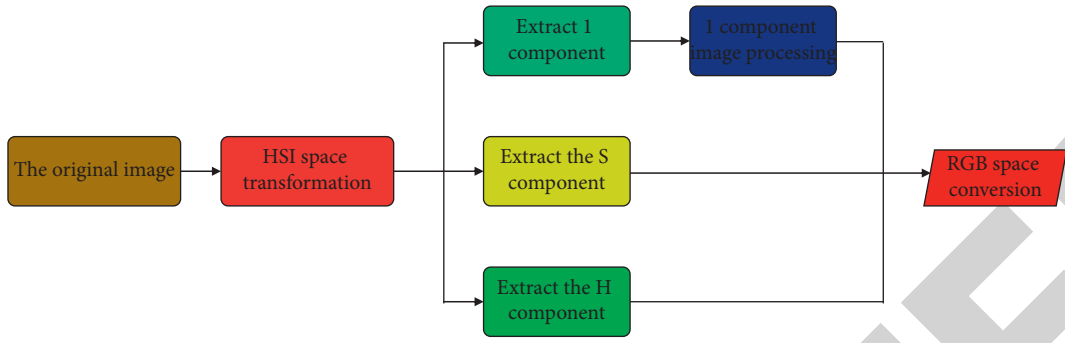 Extract 1
component
1 component
image processing
The original image
HSI space
transformation
Extract the S
component
RGB space
conversion
Extract the H
component